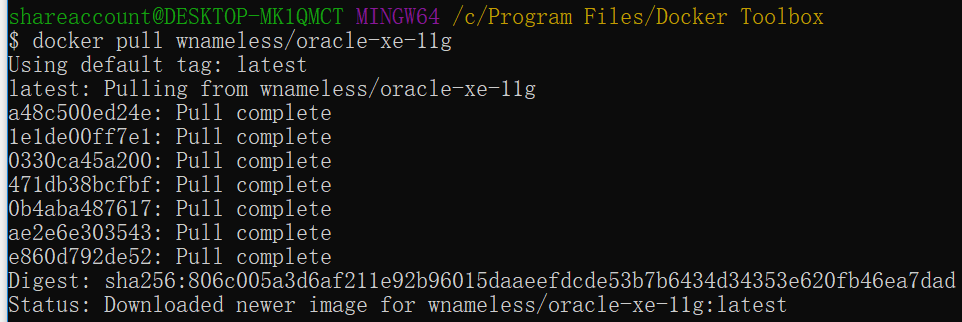 shareaccount@DESKTOP-MK1QMCT MINGW64 /c/Program Files/Docker Toolbox
$ docker pull wnameless/oracle-xe-11g
Using default tag: latest
latest: Pulling from wnameless/oracle-xe-11g
a48c500ed24e: Pull complete
1e1de00ff7e1: Pull complete
0330ca45a200: Pull complete
471db38bcfbf: Pull complete
0b4aba487617: Pull complete
ae2e6e303543: Pull complete
e860d792de52: Pull complete
Digest: sha256:806c005a3d6af211e92b96015daaeefdcde53b7b6434d34353e620fb46ea7dad
Status: Downloaded newer image for wnameless/oracle-xe-11g:latest